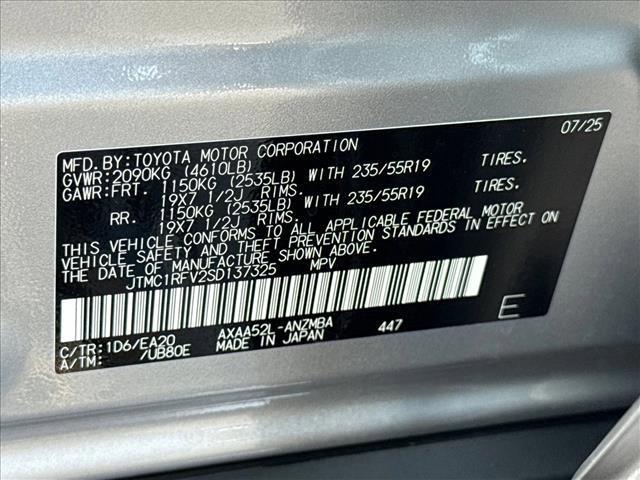 07/25
MFD.BY:TOYOTA MOTOR CORPORATION
GVWR:2090KG (4610LB)
GAWR:FRT. 1150KG (2535LB) WITH 235/55R19 TIRES.
19X7 1/2J RIMS.
RR. 1150KG (2535LB) WITH 235/55R19 TIRES.
19X7 1/2J RIMS.
THIS VEHICLE CONFORMS TO ALL APPLICABLE FEDERAL MOTOR
VEHICLE SAFETY AND THEFT PREVENTION STANDARDS IN EFFECT ON
THE DATE OF MANUFACTURE SHOWN ABOVE.
JTMC1RFV2SD137325 MPV
C/TR:1D6/EA20 AXAA52L-ANZMBA 447 E
A/TM: /UB80E MADE IN JAPAN